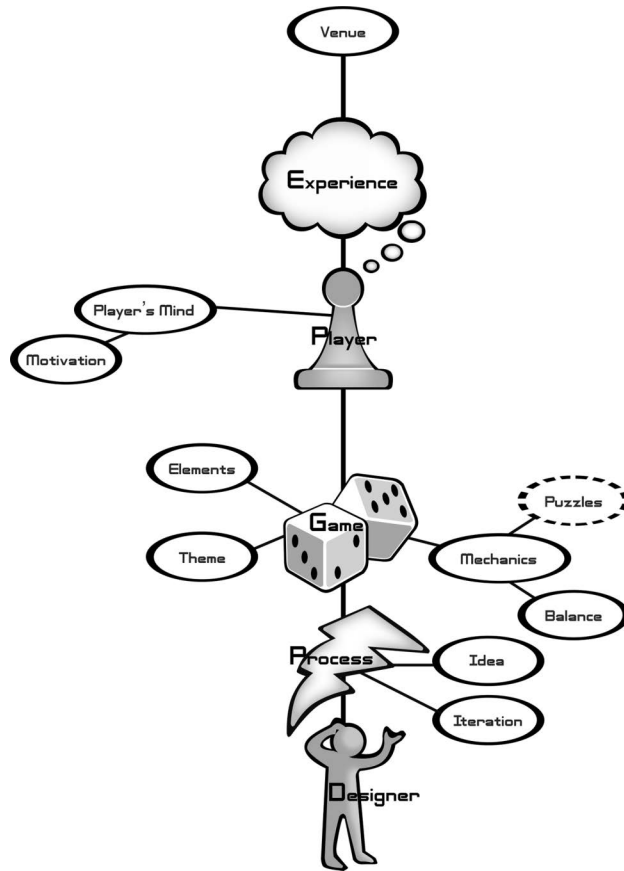 Venue
Experience
Player's Mind
Player
Motivation
Elements
Puzzles
Game
Theme
Mechanics
Balance
Process
Idea
Iteration
Designer